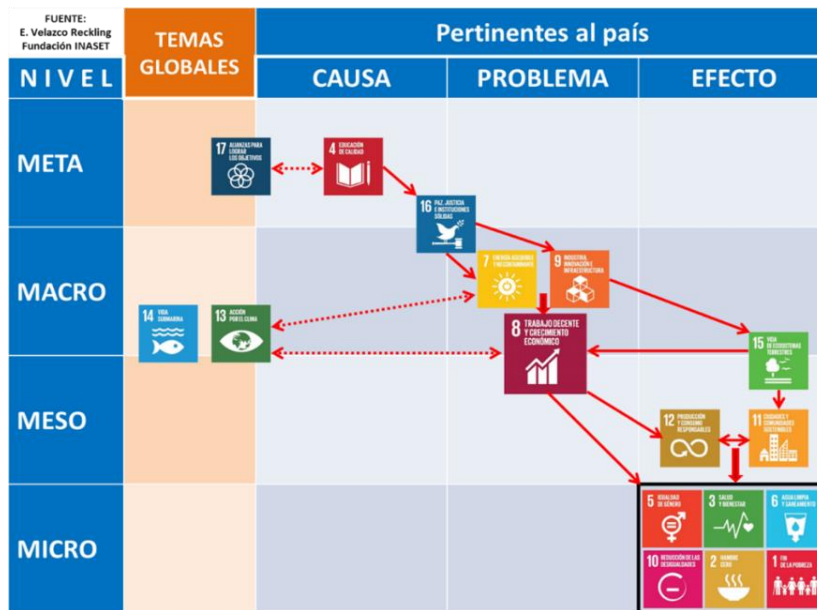 FUENTE:
E. Velazco Reckling
Fundación INASET
TEMAS
GLOBALES
Pertinentes al país
NIVEL
CAUSA
PROBLEMA
EFECTO
META
17 ALIANZAS PARA
LOGRAR
LOS OBJETIVOS
4 EDUCACIÓN
DE CALIDAD
16 PAZ, JUSTICIA
E INSTITUCIONES
SÓLIDAS
MACRO
7 ENERGÍA ASEQUIBLE
Y NO CONTAMINANTE
9 INDUSTRIA,
INNOVACIÓN E
INFRAESTRUCTURA
14 VIDA
SUBMARINA
13 ACCIÓN
POR EL CLIMA
8 TRABAJO DECENTE
Y CRECIMIENTO
ECONÓMICO
15 VIDA
DE ECOSISTEMAS
TERRESTRES
MESO
12 PRODUCCIÓN
Y CONSUMO
RESPONSABLES
11 CIUDADES Y
COMUNIDADES
SOSTENIBLES
MICRO
5 IGUALDAD
DE GÉNERO
3 SALUD
Y BIENESTAR
6 AGUA LIMPIA
Y SANEAMIENTO
10 REDUCCIÓN DE LAS
DESIGUALDADES
2 HAMBRE
CERO
1 FIN
DE LA POBREZA